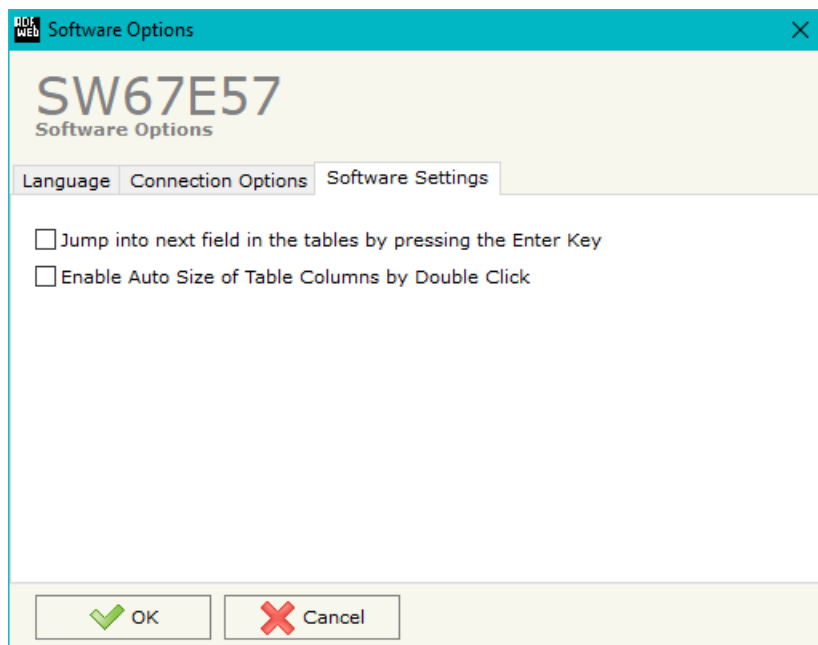 ADF
WEB Software Options
SW67E57
Software Options
Language Connection Options Software Settings
Jump into next field in the tables by pressing the Enter Key
Enable Auto Size of Table Columns by Double Click
OK Cancel